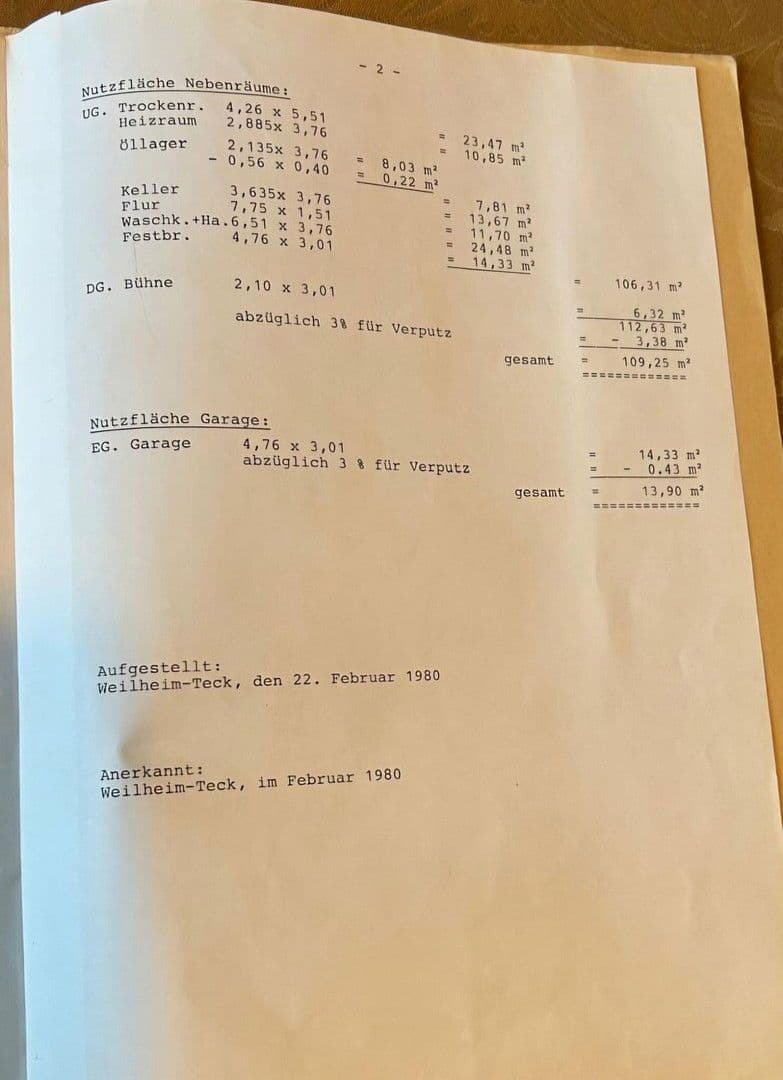 - 2 -
Nutzfläche Nebenräume:
UG. Trockenr. 4,26 x 5,51 = 23,47 m²
Heizraum 2,885x 3,76 = 10,85 m²
Öllager 2,135x 3,76 = 8,03 m²
- 0,56 x 0,40 = 0,22 m² = 7,81 m²
Keller 3,635x 3,76 = 13,67 m²
Flur 7,75 x 1,51 = 11,70 m²
Waschk.+Ha.6,51 x 3,76 = 24,48 m²
Festbr. 4,76 x 3,01 = 14,33 m²
= 106,31 m²
DG. Bühne 2,10 x 3,01 = 6,32 m²
112,63 m²
abzüglich 3% für Verputz = - 3,38 m²
gesamt = 109,25 m²
=============
Nutzfläche Garage:
EG. Garage 4,76 x 3,01 = 14,33 m²
abzüglich 3 % für Verputz = - 0.43 m²
gesamt = 13,90 m²
=============
Aufgestellt:
Weilheim-Teck, den 22. Februar 1980
Anerkannt:
Weilheim-Teck, im Februar 1980